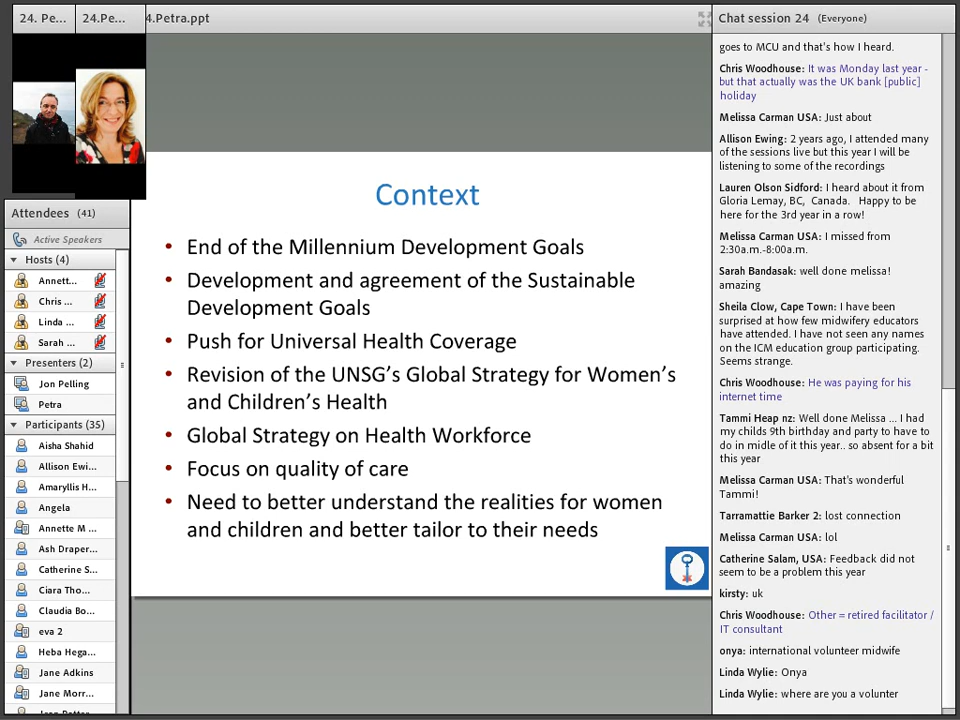 24. Pe...
24.Pe...
4.Petra.ppt
Attendees (41)
Active Speakers
Hosts (4)
Annett...
Chris ...
Linda ...
Sarah ...
Presenters (2)
Jon Pelling
Petra
Participants (35)
Aisha Shahid
Allison Ewi...
Amaryllis H...
Angela
Annette M ...
Ash Draper...
Catherine S...
Ciara Tho...
Claudia Bo...
eva 2
Heba Hega...
Jane Adkins
Jane Morr...
Context
• End of the Millennium Development Goals
• Development and agreement of the Sustainable
Development Goals
• Push for Universal Health Coverage
• Revision of the UNSG’s Global Strategy for Women’s
and Children’s Health
• Global Strategy on Health Workforce
• Focus on quality of care
• Need to better understand the realities for women
and children and better tailor to their needs
Chat session 24 (Everyone)
goes to MCU and that's how I heard.
Chris Woodhouse: It was Monday last year -
but that actually was the UK bank [public]
holiday
Melissa Carman USA: Just about
Allison Ewing: 2 years ago, I attended many
of the sessions live but this year I will be
listening to some of the recordings
Lauren Olson Sidford: I heard about it from
Gloria Lemay, BC, Canada. Happy to be
here for the 3rd year in a row!
Melissa Carman USA: I missed from
2:30a.m.-8:00a.m.
Sarah Bandasak: well done melissa!
amazing
Sheila Clow, Cape Town: I have been
surprised at how few midwifery educators
have attended. I have not seen any names
on the ICM education group participating.
Seems strange.
Chris Woodhouse: He was paying for his
internet time
Tammi Heap nz: Well done Melissa ... I had
my childs 9th birthday and party to have to
do in midle of it this year.. so absent for a bit
this year
Melissa Carman USA: That's wonderful
Tammi!
Tarramattie Barker 2: lost connection
Melissa Carman USA: lol
Catherine Salam, USA: Feedback did not
seem to be a problem this year
kirsty: uk
Chris Woodhouse: Other = retired facilitator /
IT consultant
onya: international volunteer midwife
Linda Wylie: Onya
Linda Wylie: where are you a volunter